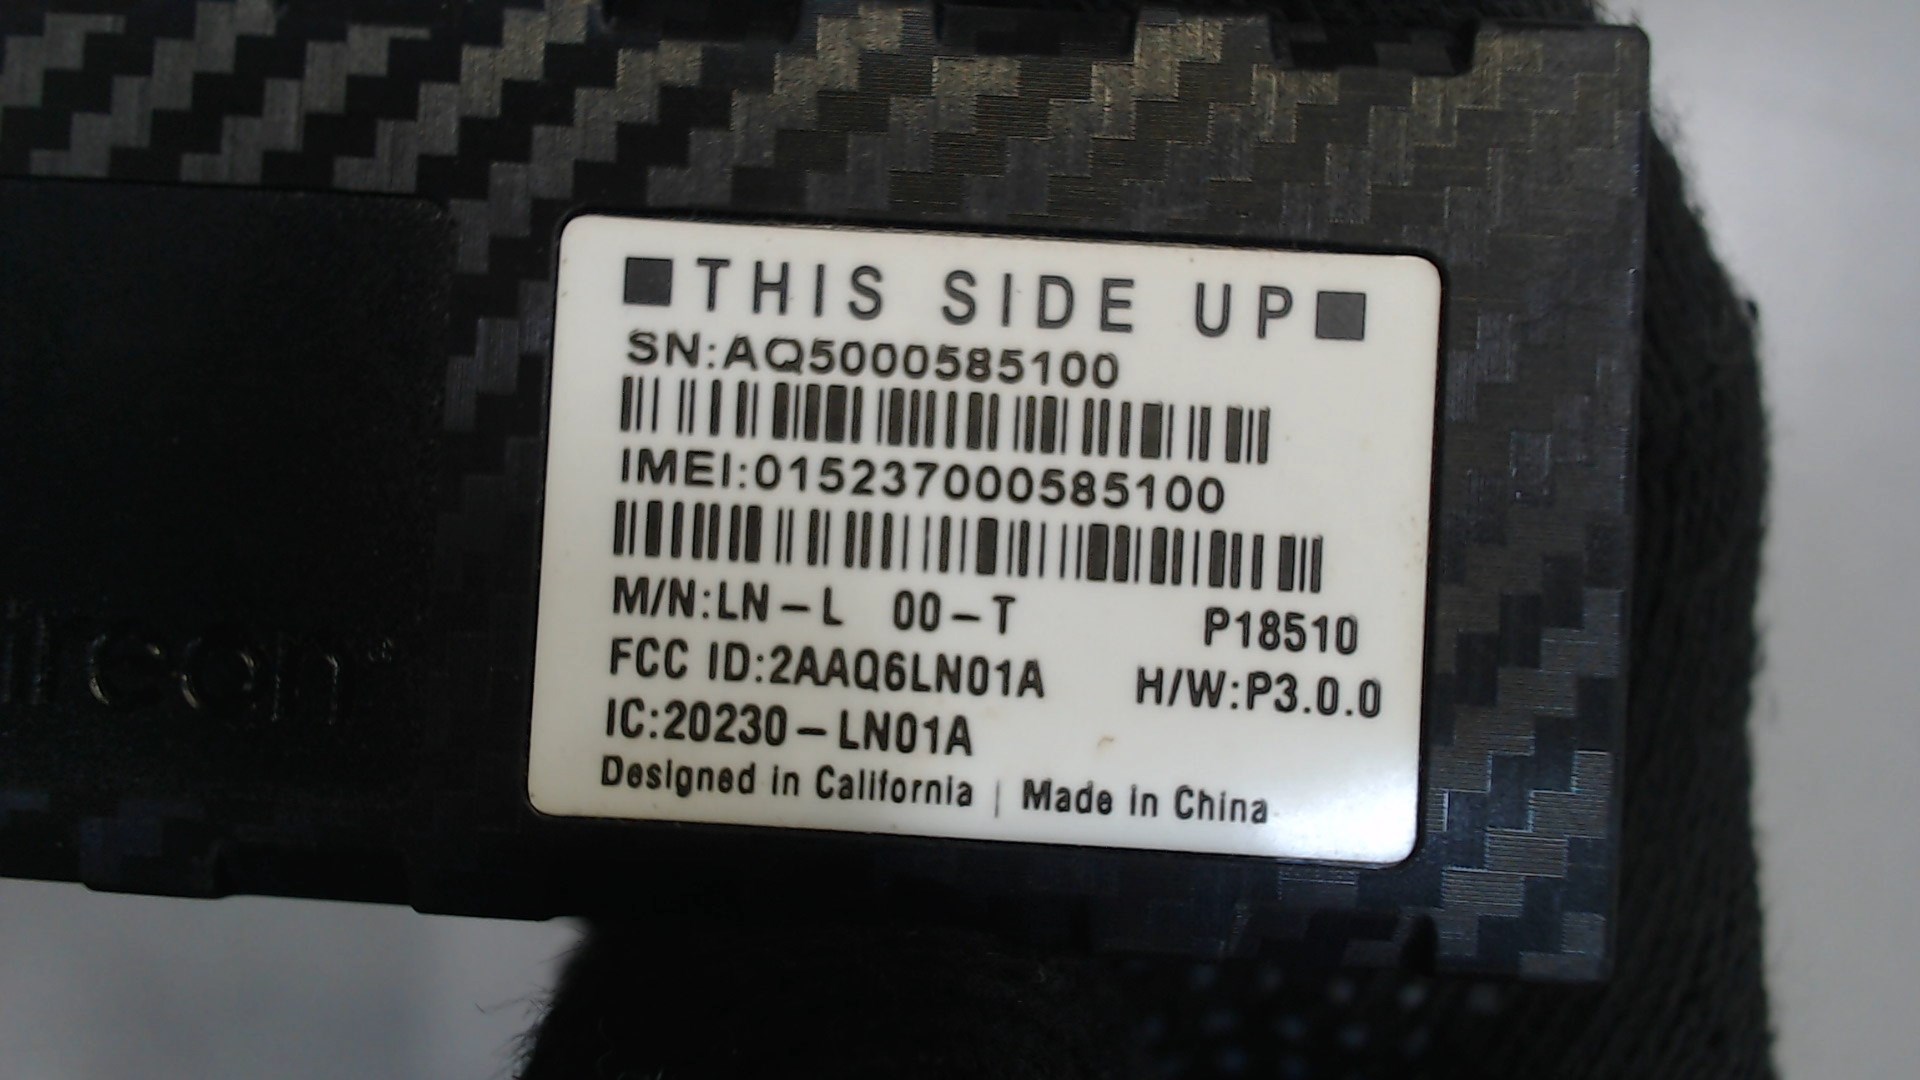 ■THIS SIDE UP■
SN:AQ5000585100
IMEI:015237000585100
M/N:LN-L 00-T P18510
FCC ID:2AAQ6LN01A H/W:P3.0.0
IC:20230-LN01A
Designed in California | Made in China